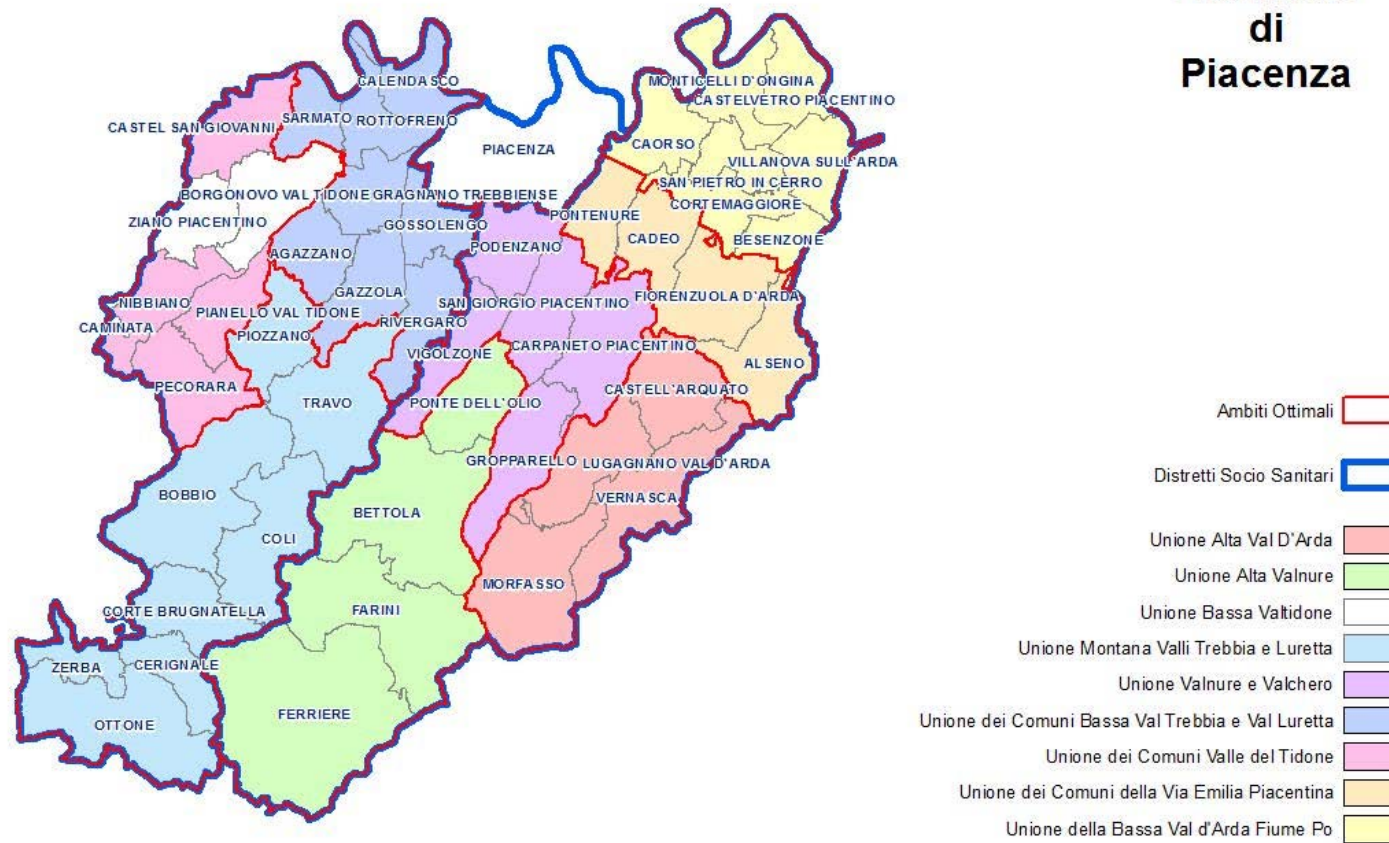 di
Piacenza
CALENDASCO
MONTICELLI D'ONGINA
CASTELVETRO PIACENTINO
CASTEL SAN GIOVANNI
SARMATO
ROTTOFRENO
PIACENZA
CAORSO
VILLANOVA SULL'ARDA
BORGONOVO VAL TIDONE
GRAGNANO TREBBIENSE
SAN PIETRO IN CERRO
CORTEMAGGIORE
ZIANO PIACENTINO
GOSSOLENGO
PONTENURE
PODENZANO
CADEO
BESENZONE
AGAZZANO
GAZZOLA
NIBBIANO
PIANELLO VAL TIDONE
SAN GIORGIO PIACENTINO
FIORENZUOLA D'ARDA
CAMINATA
PIOZZANO
RIVERGARO
VIGOLZONE
CARPANETO PIACENTINO
ALSENO
PECORARA
TRAVO
PONTE DELL'OLIO
CASTELL'ARQUATO
GROPPARELLO
LUGAGNANO VAL D'ARDA
BOBBIO
VERNASCA
BETTOLA
COLI
MORFASSO
CORTE BRUGNATELLA
FARINI
ZERBA
CERIGNALE
OTTONE
FERRIERE
Ambiti Ottimali
Distretti Socio Sanitari
Unione Alta Val D'Arda
Unione Alta Valnure
Unione Bassa Valtidone
Unione Montana Valli Trebbia e Luretta
Unione Valnure e Valchero
Unione dei Comuni Bassa Val Trebbia e Val Luretta
Unione dei Comuni Valle del Tidone
Unione dei Comuni della Via Emilia Piacentina
Unione della Bassa Val d'Arda Fiume Po